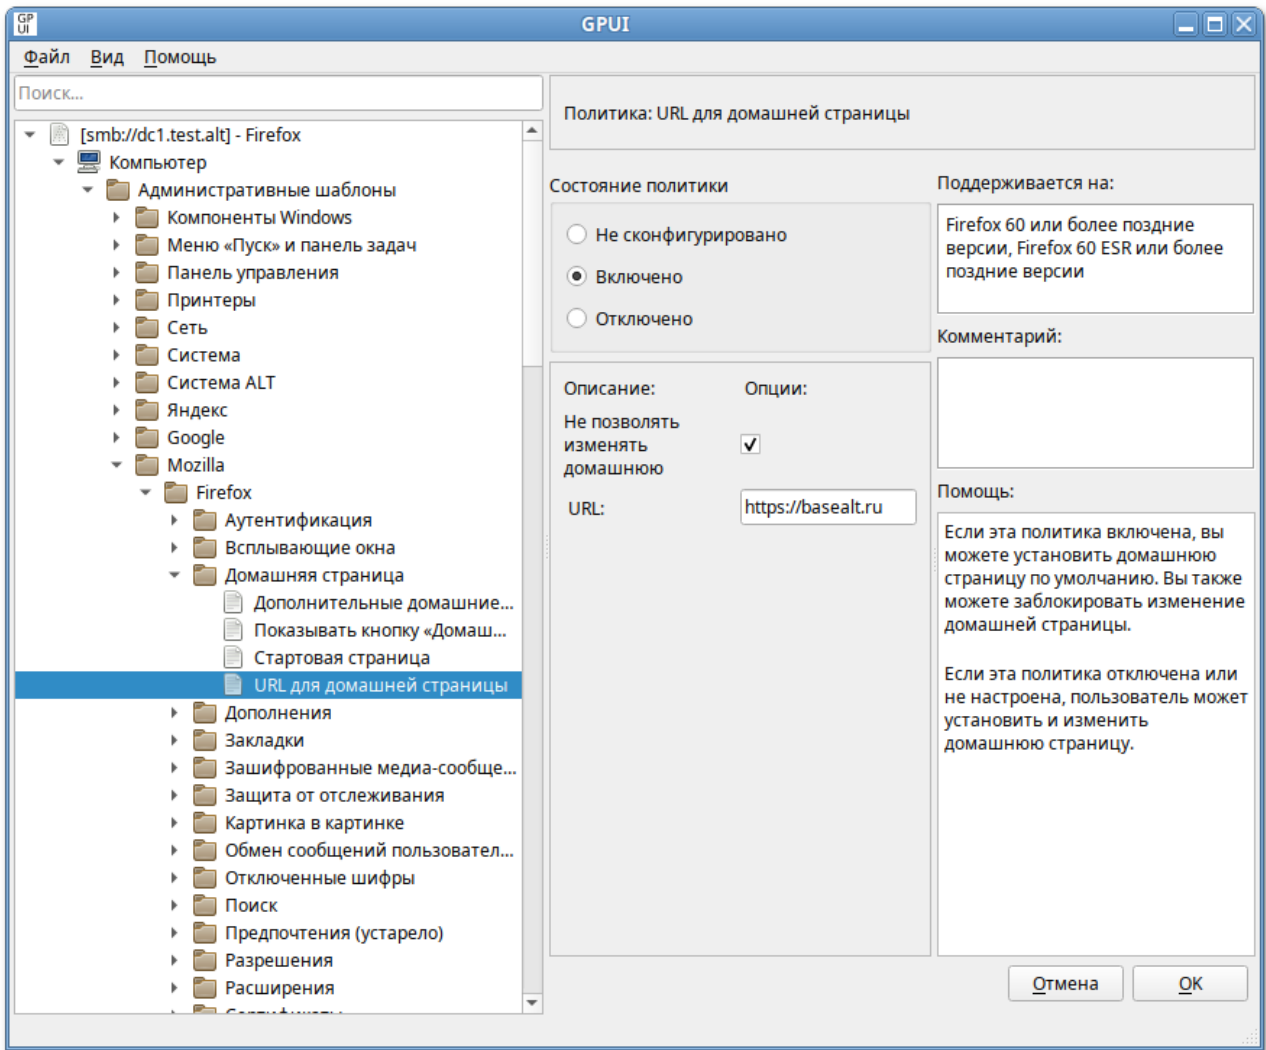 GP
UI
GPUI
Файл Вид Помощь
Поиск...
[smb://dc1.test.alt] - Firefox
Компьютер
Административные шаблоны
Компоненты Windows
Меню «Пуск» и панель задач
Панель управления
Принтеры
Сеть
Система
Система ALT
Яндекс
Google
Mozilla
Firefox
Аутентификация
Всплывающие окна
Домашняя страница
Дополнительные домашние...
Показывать кнопку «Домаш...
Стартовая страница
URL для домашней страницы
Дополнения
Закладки
Зашифрованные медиа-сообще...
Защита от отслеживания
Картинка в картинке
Обмен сообщений пользовател...
Отключенные шифры
Поиск
Предпочтения (устарело)
Разрешения
Расширения
Политика: URL для домашней страницы
Состояние политики
Не сконфигурировано
Включено
Отключено
Описание: Опции:
Не позволять
изменять
домашнюю
URL: https://basealt.ru
Поддерживается на:
Firefox 60 или более поздние
версии, Firefox 60 ESR или более
поздние версии
Комментарий:
Помощь:
Если эта политика включена, вы
можете установить домашнюю
страницу по умолчанию. Вы также
можете заблокировать изменение
домашней страницы.
Если эта политика отключена или
не настроена, пользователь может
установить и изменить
домашнюю страницу.
Отмена OK